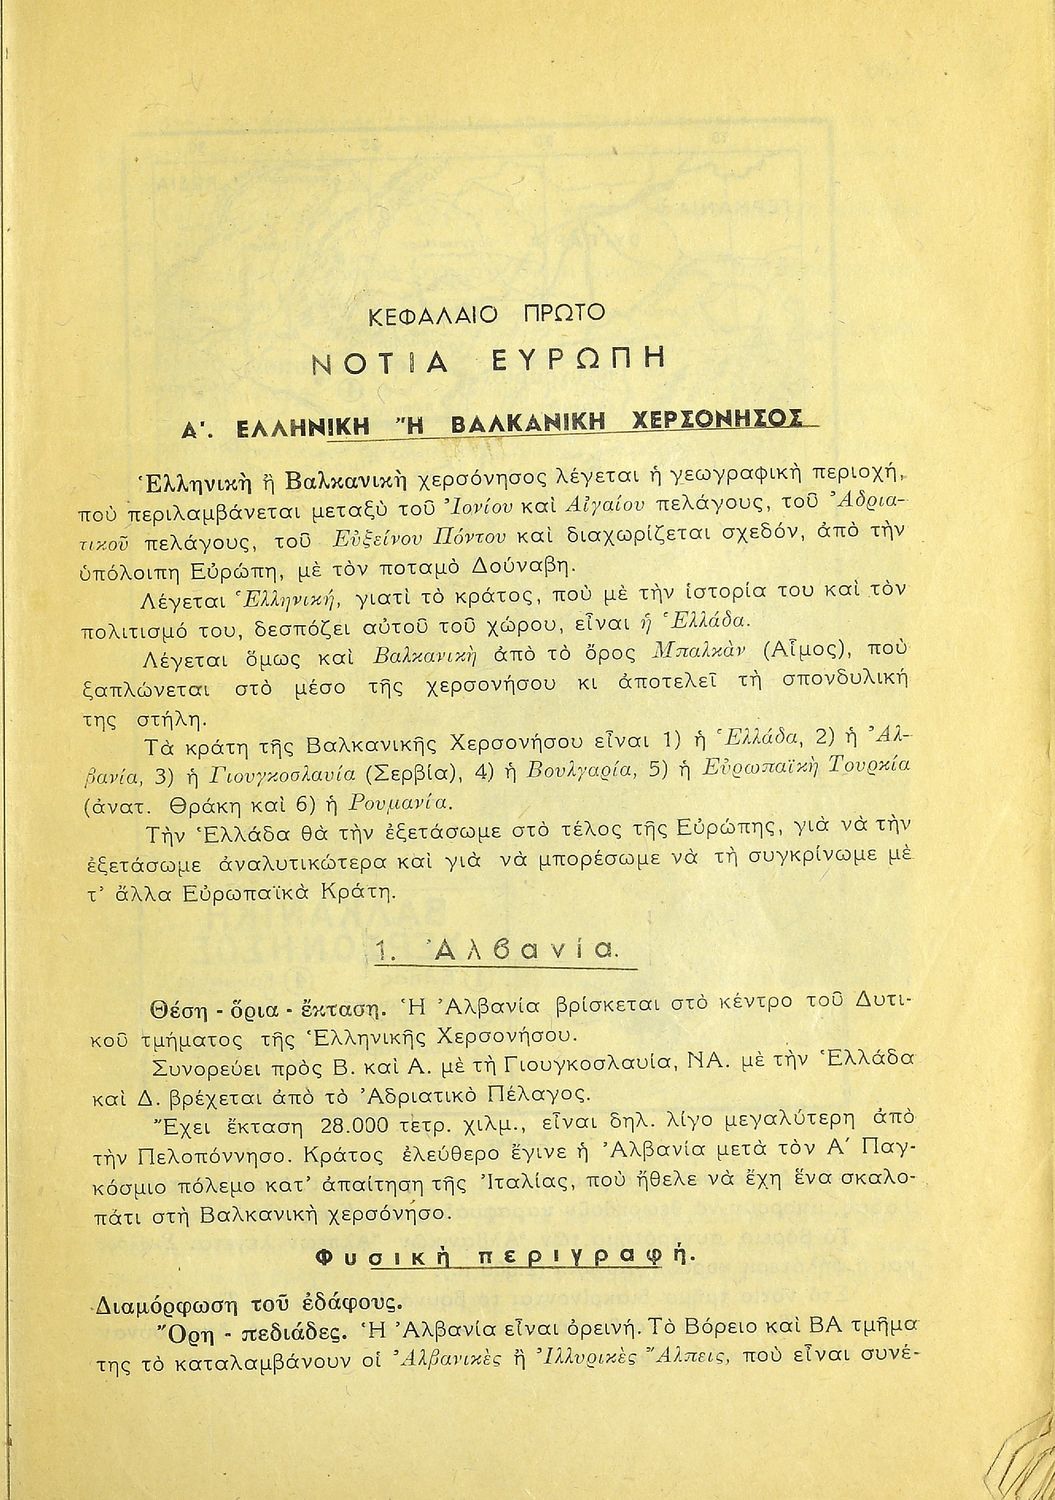 ΚΕΦΑΛΑΙΟ ΠΡΩΤΟ
ΝΟΤΙΑ ΕΥΡΩΠΗ
Α΄. ΕΛΛΗΝΙΚΗ Ἢ ΒΑΛΚΑΝΙΚΗ ΧΕΡΣΟΝΗΣΟΣ
Ἑλληνικὴ ἢ Βαλκανικὴ χερσόνησος λέγεται ἡ γεωγραφικὴ περιοχή,
ποὺ περιλαμβάνεται μεταξὺ τοῦ Ἰονίου καὶ Αἰγαίου πελάγους, τοῦ Ἀδρια-
τικοῦ πελάγους, τοῦ Εὐξείνου Πόντου καὶ διαχωρίζεται σχεδόν, ἀπὸ τὴν
ὑπόλοιπη Εὐρώπη, μὲ τὸν ποταμὸ Δούναβη.
Λέγεται Ἑλληνική, γιατὶ τὸ κράτος, ποὺ μὲ τὴν ἱστορία του καὶ τὸν
πολιτισμό του, δεσπόζει αὐτοῦ τοῦ χώρου, εἶναι ἡ Ἑλλάδα.
Λέγεται ὅμως καὶ Βαλκανικὴ ἀπὸ τὸ ὄρος Μπαλκὰν (Αἶμος), ποὺ
ξαπλώνεται στὸ μέσο τῆς χερσονήσου κι ἀποτελεῖ τὴ σπονδυλικὴ
της στήλη.
Τὰ κράτη τῆς Βαλκανικῆς Χερσονήσου εἶναι 1) ἡ Ἑλλάδα, 2) ἡ Ἀλ-
βανία, 3) ἡ Γιουγκοσλαυία (Σερβία), 4) ἡ Βουλγαρία, 5) ἡ Εὐρωπαϊκὴ Τουρκία
(ἀνατ. Θράκη καὶ 6) ἡ Ρουμανία.
Τὴν Ἑλλάδα θὰ τὴν ἐξετάσωμε στὸ τέλος τῆς Εὐρώπης, γιὰ νὰ τὴν
ἐξετάσωμε ἀναλυτικώτερα καὶ γιὰ νὰ μπορέσωμε νὰ τὴ συγκρίνωμε μὲ
τ' ἄλλα Εὐρωπαϊκὰ Κράτη.
1. Ἀλβανία.
Θέση - ὅρια - ἔκταση. Ἡ Ἀλβανία βρίσκεται στὸ κέντρο τοῦ Δυτι-
κοῦ τμήματος τῆς Ἑλληνικῆς Χερσονήσου.
Συνορεύει πρὸς Β. καὶ Α. μὲ τὴ Γιουγκοσλαυία, ΝΑ. μὲ τὴν Ἑλλάδα
καὶ Δ. βρέχεται ἀπὸ τὸ Ἀδριατικὸ Πέλαγος.
Ἔχει ἔκταση 28.000 τετρ. χιλμ., εἶναι δηλ. λίγο μεγαλύτερη ἀπὸ
τὴν Πελοπόννησο. Κράτος ἐλεύθερο ἔγινε ἡ Ἀλβανία μετὰ τὸν Α΄ Παγ-
κόσμιο πόλεμο κατ' ἀπαίτηση τῆς Ἰταλίας, ποὺ ἤθελε νὰ ἔχη ἕνα σκαλο-
πάτι στὴ Βαλκανικὴ χερσόνησο.
Φυσικὴ περιγραφή.
Διαμόρφωση τοῦ ἐδάφους.
Ὄρη - πεδιάδες. Ἡ Ἀλβανία εἶναι ὀρεινή. Τὸ Βόρειο καὶ ΒΑ τμῆμα
της τὸ καταλαμβάνουν οἱ Ἀλβανικὲς ἢ Ἰλλυρικὲς Ἄλπεις, ποὺ εἶναι συνέ-